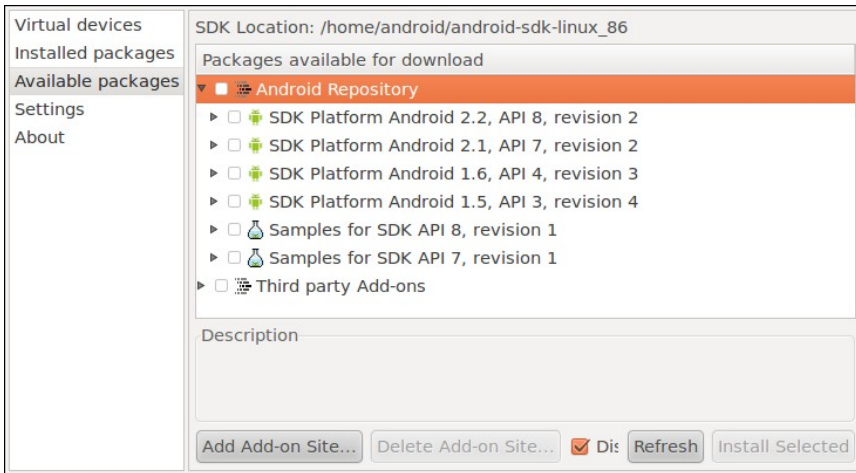 Virtual devices
Installed packages
Available packages
Settings
About
SDK Location: /home/android/android-sdk-linux_86
Packages available for download
Android Repository
SDK Platform Android 2.2, API 8, revision 2
SDK Platform Android 2.1, API 7, revision 2
SDK Platform Android 1.6, API 4, revision 3
SDK Platform Android 1.5, API 3, revision 4
Samples for SDK API 8, revision 1
Samples for SDK API 7, revision 1
Third party Add-ons
Description
Add Add-on Site... Delete Add-on Site... Dis Refresh Install Selected